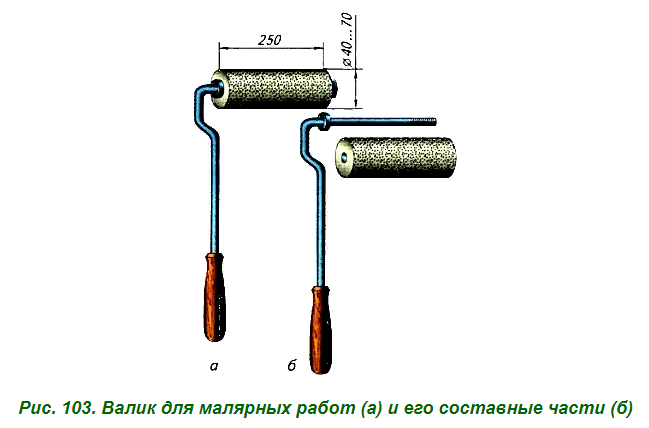 250
ø 40...70
а
б
Рис. 103. Валик для малярных работ (а) и его составные части (б)